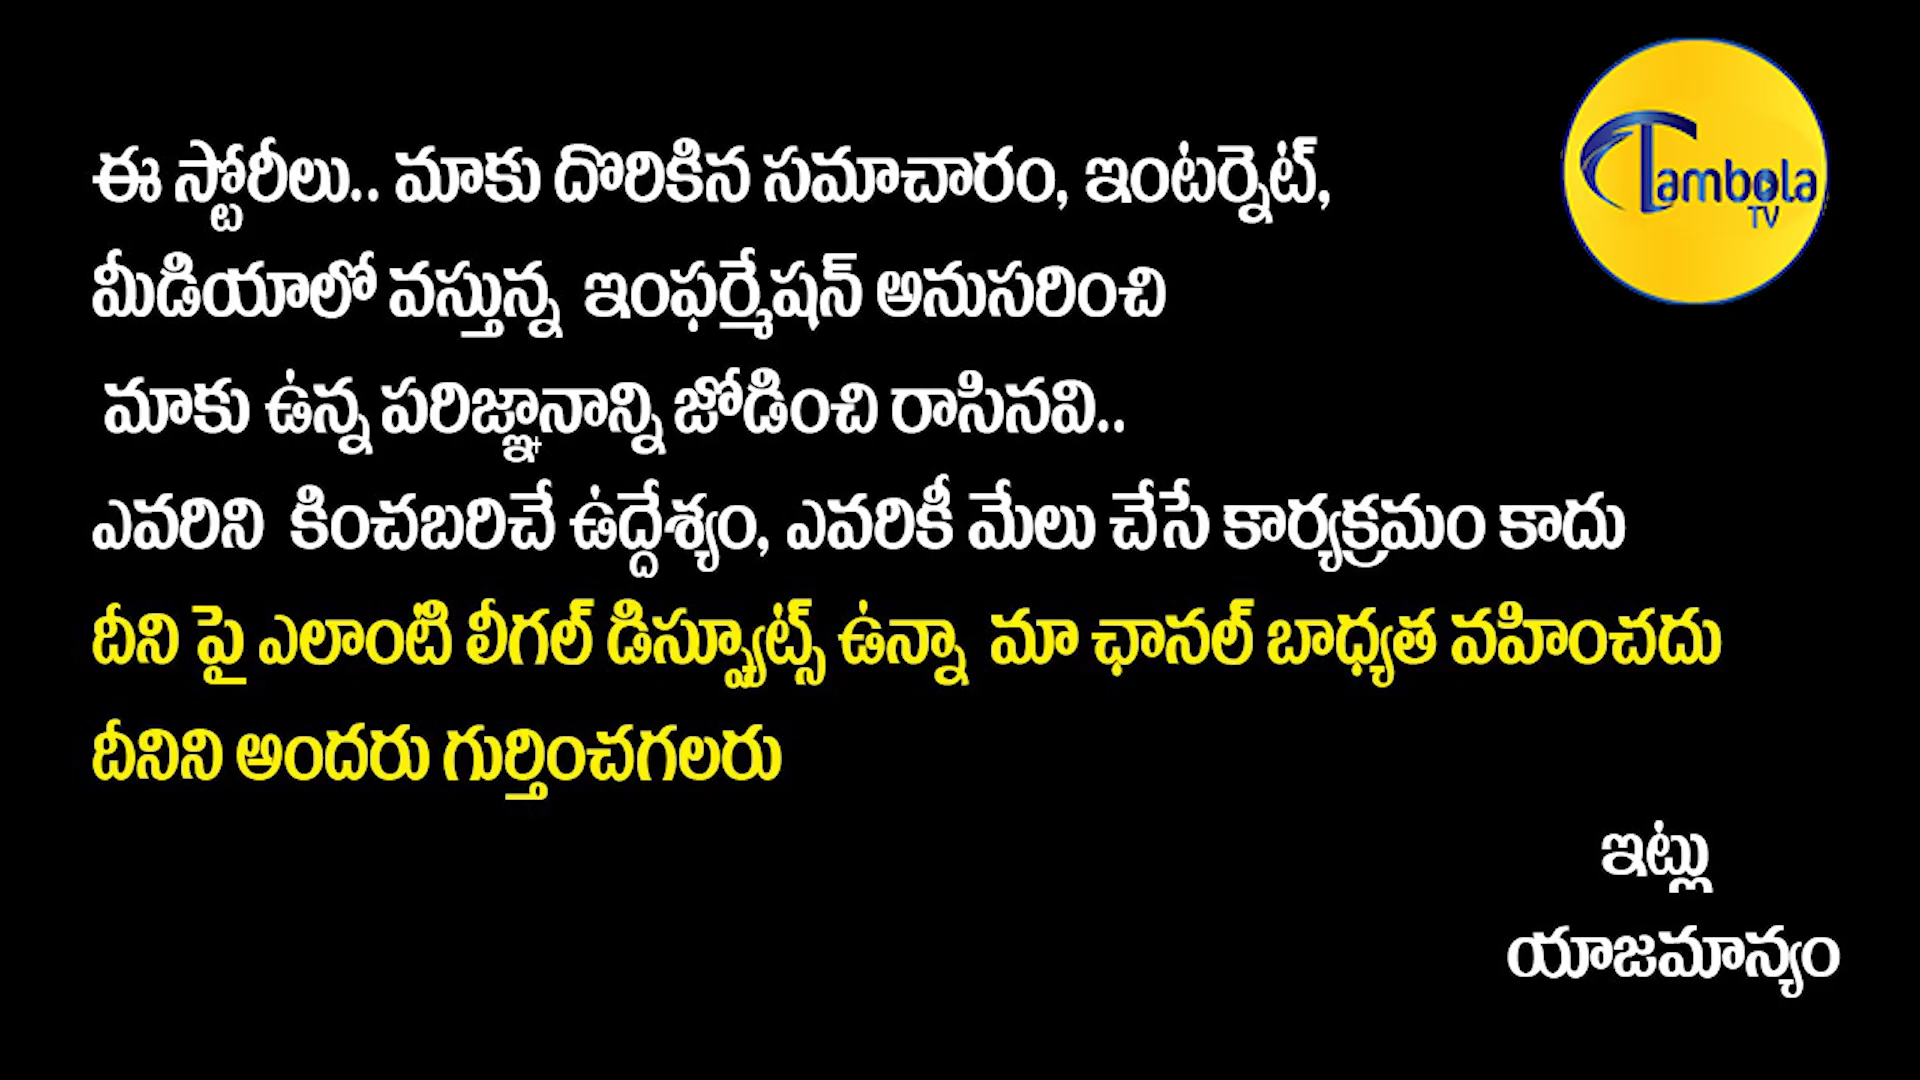 ఈ స్టోరీలు.. మాకు దొరికిన సమాచారం, ఇంటర్నెట్,
మీడియాలో వస్తున్న ఇంఫర్మేషన్ అనుసరించి
మాకు ఉన్న పరిజ్ఞానాన్ని జోడించి రాసినవి..
ఎవరిని కించబరిచే ఉద్దేశ్యం, ఎవరికీ మేలు చేసే కార్యక్రమం కాదు
దీని పై ఎలాంటి లీగల్ డిస్ప్యూట్స్ ఉన్నా మా ఛానల్ బాధ్యత వహించదు
దీనిని అందరు గుర్తించగలరు
ఇట్లు
యాజమాన్యం
Tambola
TV